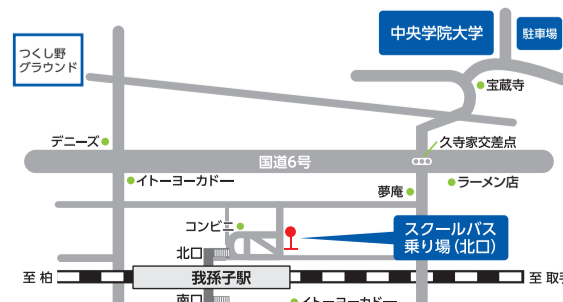 中央学院大学
駐車場
つくし野
グラウンド
宝蔵寺
デニーズ
久寺家交差点
国道6号
イトーヨーカドー
ラーメン店
夢庵
コンビニ
スクールバス
乗り場(北口)
北口
至 柏
我孫子駅
至 取手
南口
イトーヨーカドー